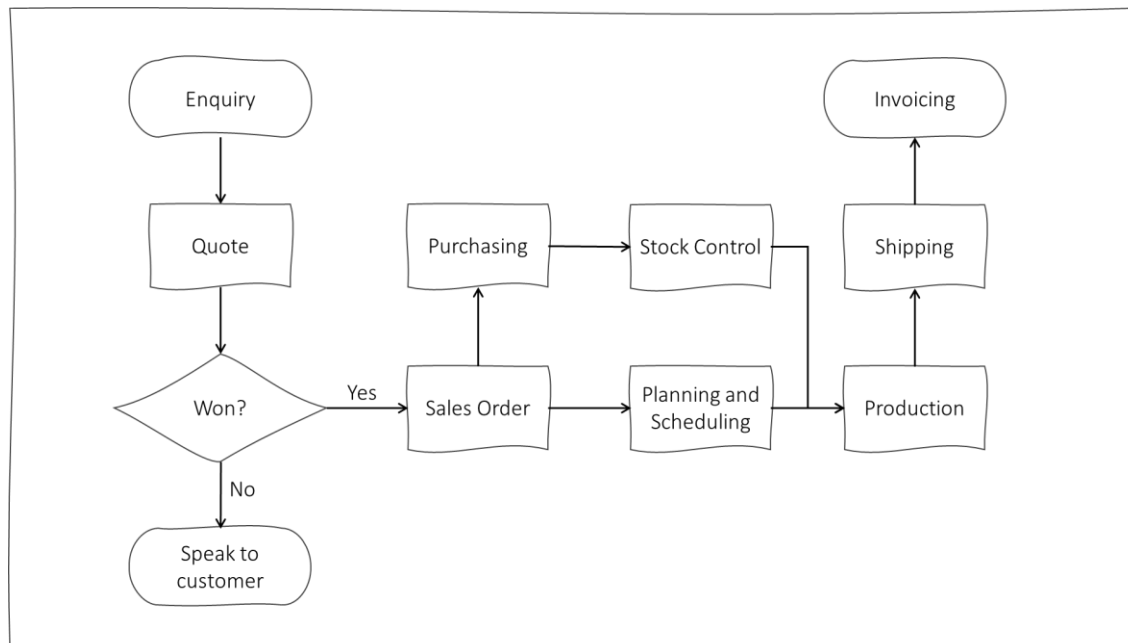 Enquiry
Invoicing
Quote
Purchasing
Stock Control
Shipping
Won?
Yes
Sales Order
Planning and
Scheduling
Production
No
Speak to
customer